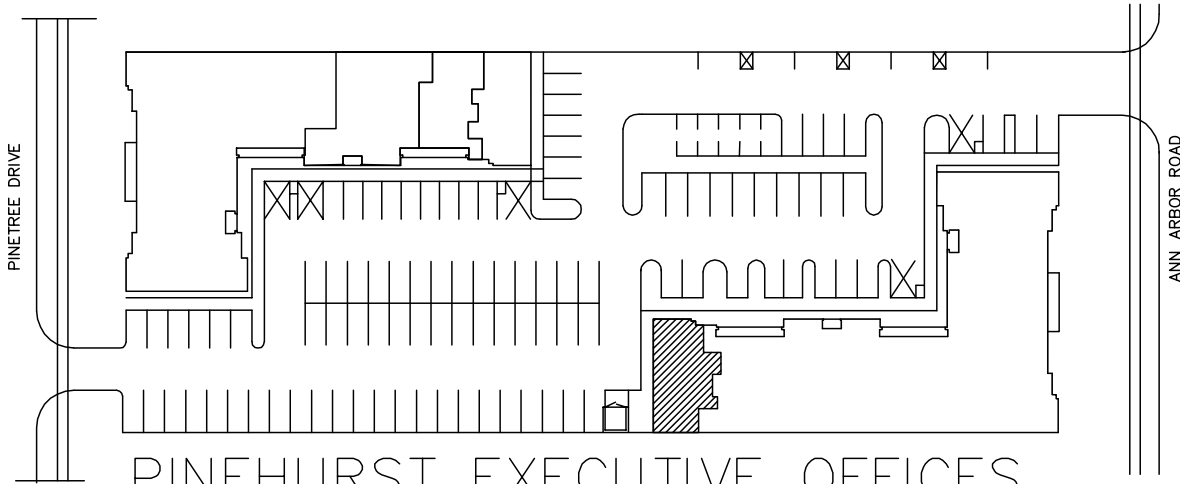 PINETREE DRIVE
ANN ARBOR ROAD
PINEHURST EXECUTIVE OFFICES